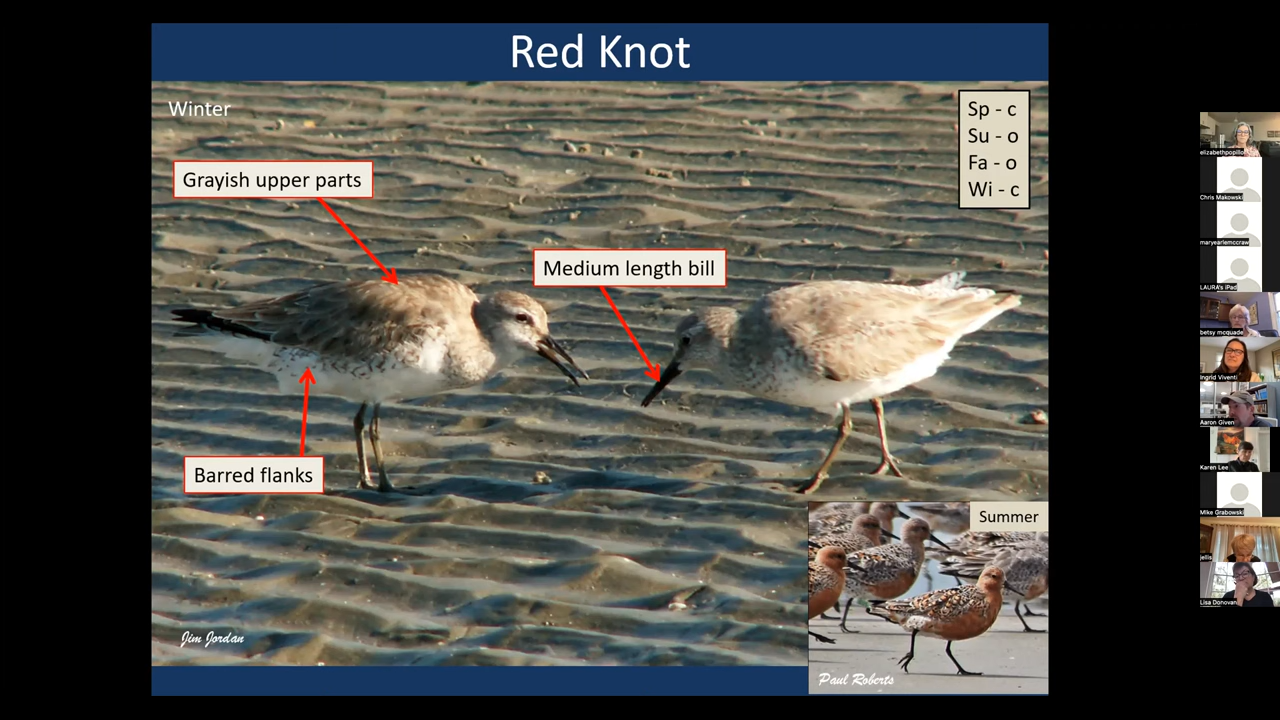 Red Knot
Winter
Sp - c
Su - o
Fa - o
Wi - c
Grayish upper parts
Medium length bill
Barred flanks
Summer
Jim Jordan
Paul Roberts
Chris Makowski
maryearlemccraw
LAURA's iPad
betsy mcquade
Ingrid Viventi
Aaron Given
Karen Lee
Mike Grabowski
jellis
Lisa Donovan